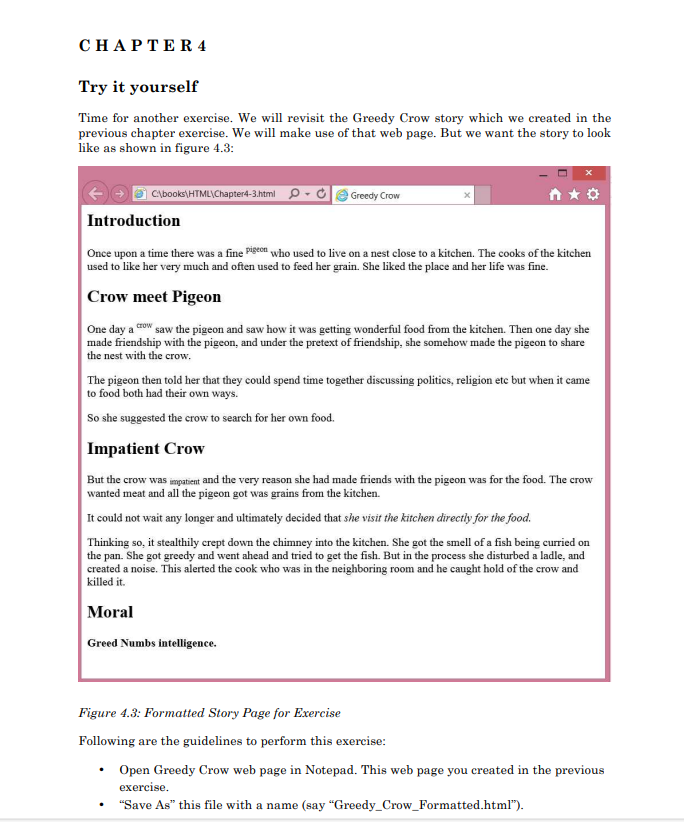 CHAPTER4
Try it yourself
Time for another exercise. We will revisit the Greedy Crow story which we created in the
previous chapter exercise. We will make use of that web page. But we want the story to look
like as shown in figure 4.3:
C:\books\HTML\Chapter4-3.html
Greedy Crow
Introduction
Once upon a time there was a fine pigeon who used to live on a nest close to a kitchen. The cooks of the kitchen
used to like her very much and often used to feed her grain. She liked the place and her life was fine.
Crow meet Pigeon
One day a crow saw the pigeon and saw how it was getting wonderful food from the kitchen. Then one day she
made friendship with the pigeon, and under the pretext of friendship, she somehow made the pigeon to share
the nest with the crow.
The pigeon then told her that they could spend time together discussing politics, religion etc but when it came
to food both had their own ways.
So she suggested the crow to search for her own food.
Impatient Crow
But the crow was impatient and the very reason she had made friends with the pigeon was for the food. The crow
wanted meat and all the pigeon got was grains from the kitchen.
It could not wait any longer and ultimately decided that she visit the kitchen directly for the food.
Thinking so, it stealthily crept down the chimney into the kitchen. She got the smell of a fish being curried on
the pan. She got greedy and went ahead and tried to get the fish. But in the process she disturbed a ladle, and
created a noise. This alerted the cook who was in the neighboring room and he caught hold of the crow and
killed it.
Moral
Greed Numbs intelligence.
Figure 4.3: Formatted Story Page for Exercise
Following are the guidelines to perform this exercise:
• Open Greedy Crow web page in Notepad. This web page you created in the previous
exercise.
• “Save As” this file with a name (say “Greedy_Crow_Formatted.html”).